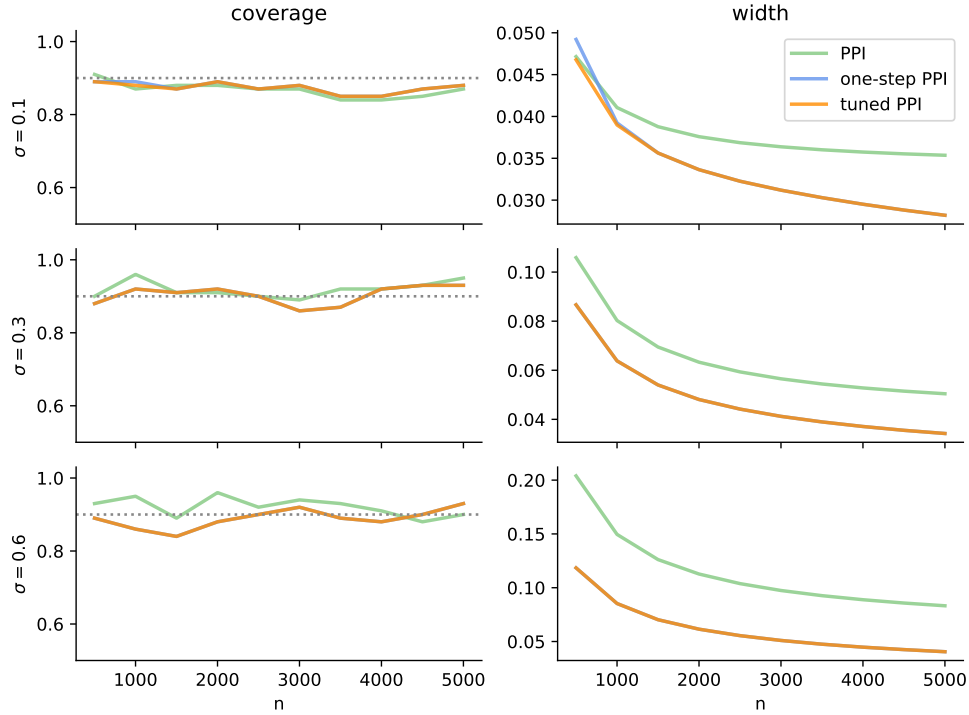 coverage
width
1.0
0.8
0.6
σ = 0.1
0.050
0.045
0.040
0.035
0.030
PPI
one-step PPI
tuned PPI
1.0
0.8
0.6
σ = 0.3
0.10
0.08
0.06
0.04
1.0
0.8
0.6
σ = 0.6
0.20
0.15
0.10
0.05
1000 2000 3000 4000 5000
n
1000 2000 3000 4000 5000
n